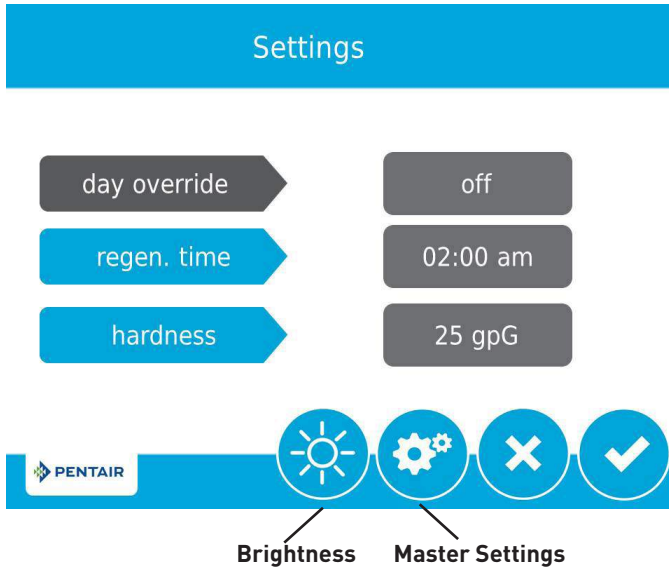 Settings
day override
off
regen. time
02:00 am
hardness
25 gpG
PENTAIR
Brightness
Master Settings